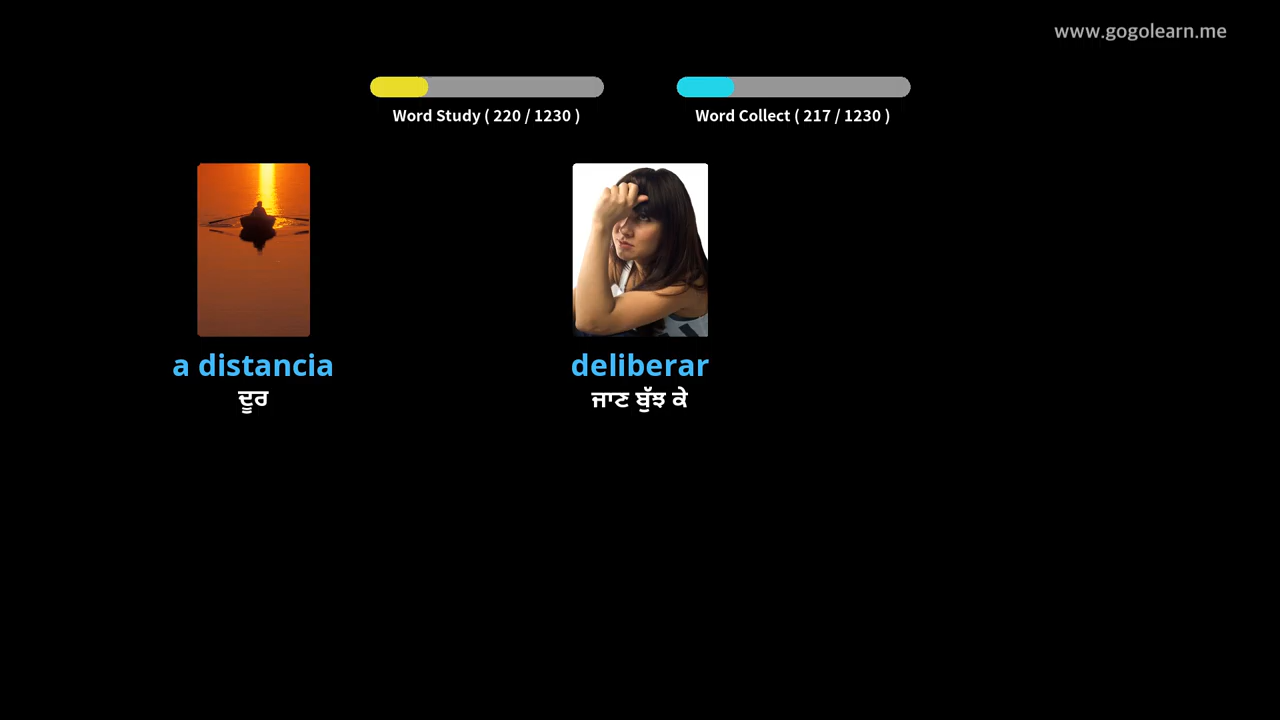 www.gogolearn.me
Word Study ( 220 / 1230 )
Word Collect ( 217 / 1230 )
a distancia
ਦੂਰ
deliberar
ਜਾਣ ਬੁੱਝ ਕੇ